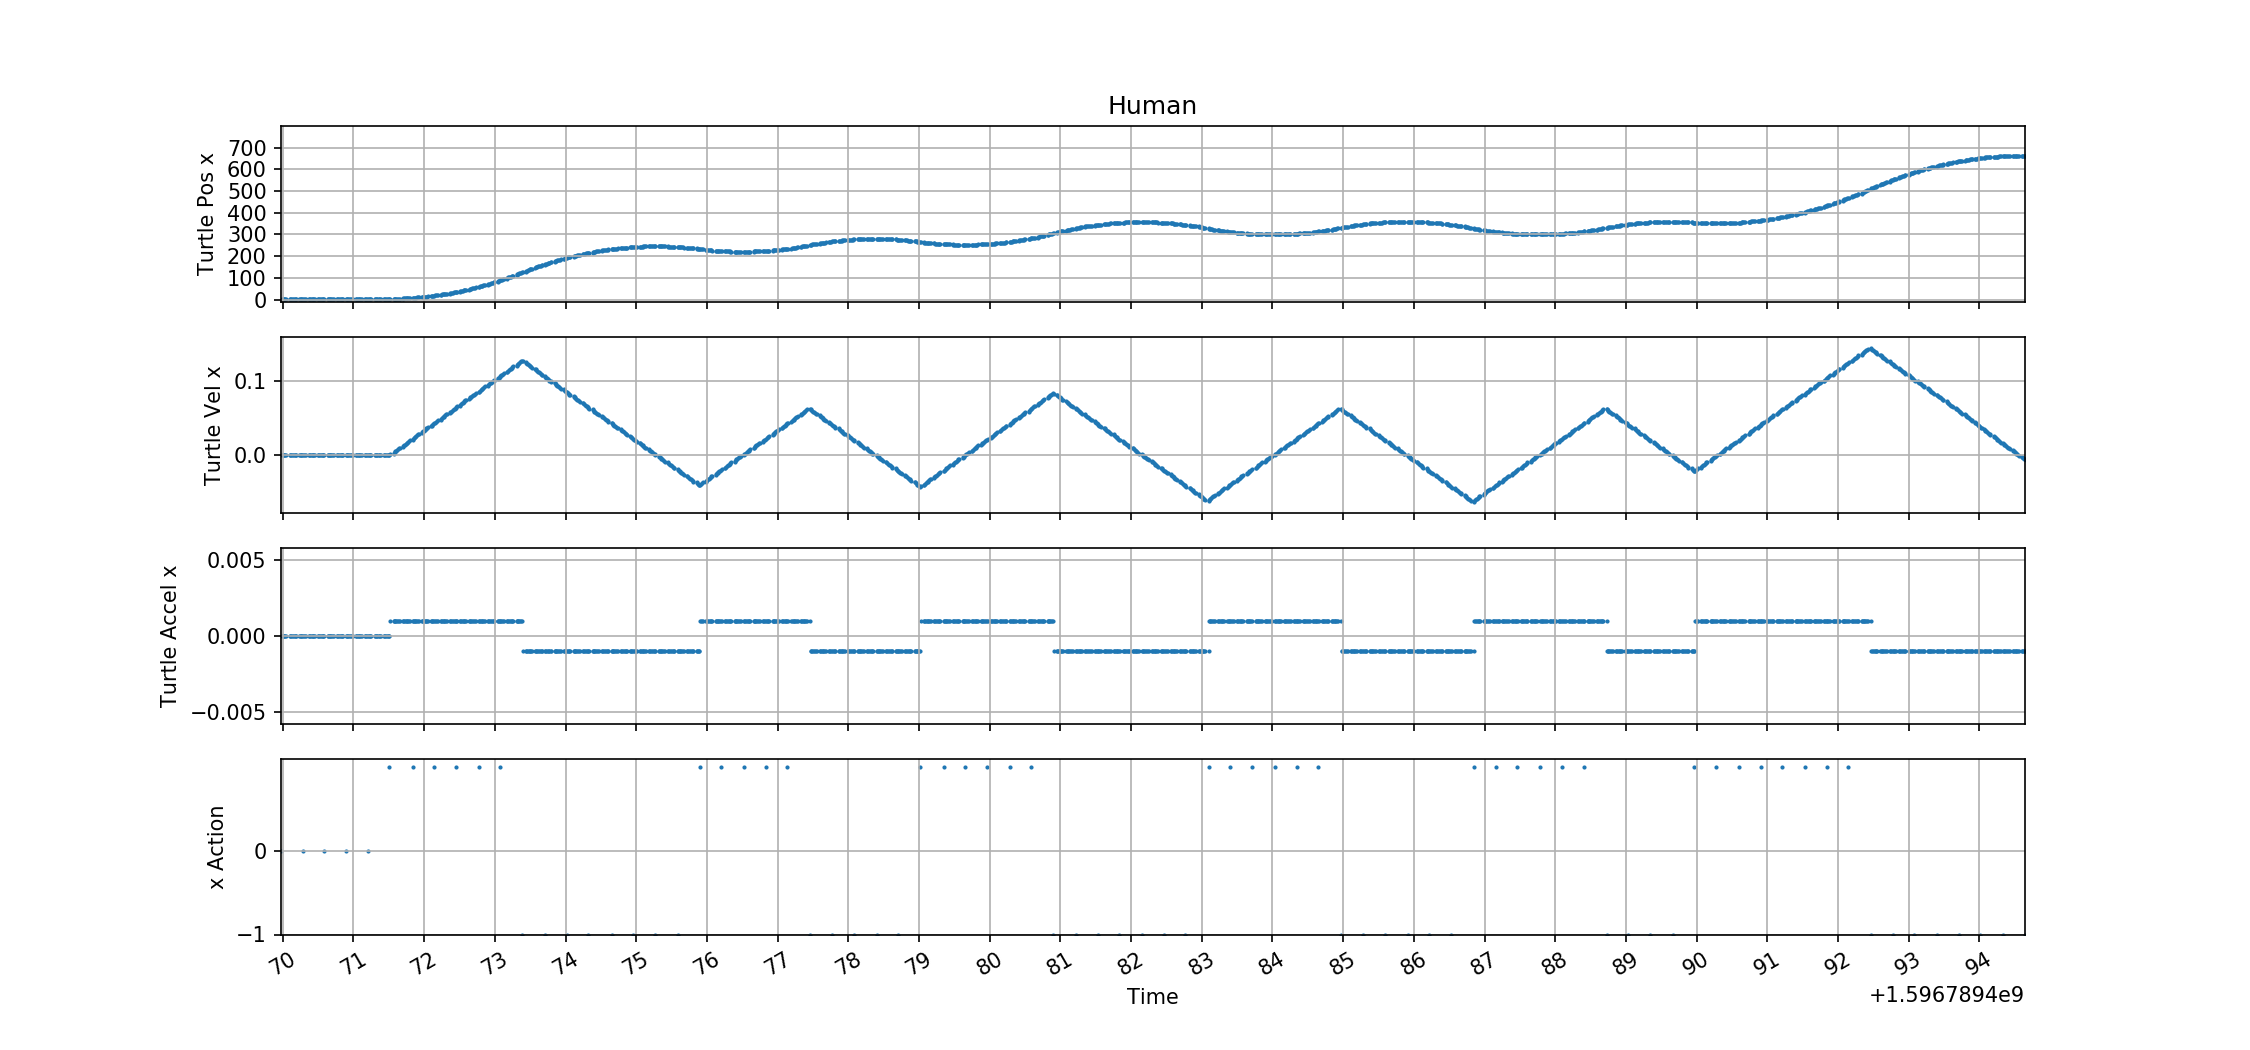 Human
Turtle Pos x
700
600
500
400
300
200
100
0
Turtle Vel x
0.1
0.0
Turtle Accel x
0.005
0.000
−0.005
x Action
0
−1
70 71 72 73 74 75 76 77 78 79 80 81 82 83 84 85 86 87 88 89 90 91 92 93 94
Time
+1.5967894e9